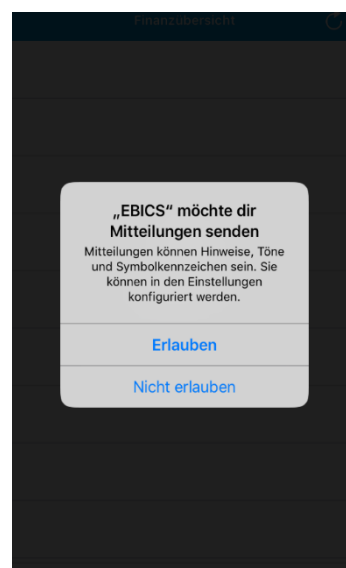 Finanzübersicht
„EBICS“ möchte dir
Mitteilungen senden
Mitteilungen können Hinweise, Töne
und Symbolkennzeichen sein. Sie
können in den Einstellungen
konfiguriert werden.
Erlauben
Nicht erlauben